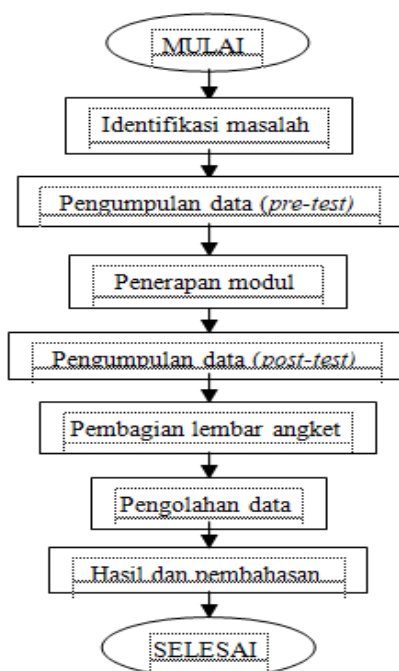 MULAI
Identifikasi masalah
Pengumpulan data (pre-test)
Penerapan modul
Pengumpulan data (post-test)
Pembagian lembar angket
Pengolahan data
Hasil dan pembahasan
SELESAI